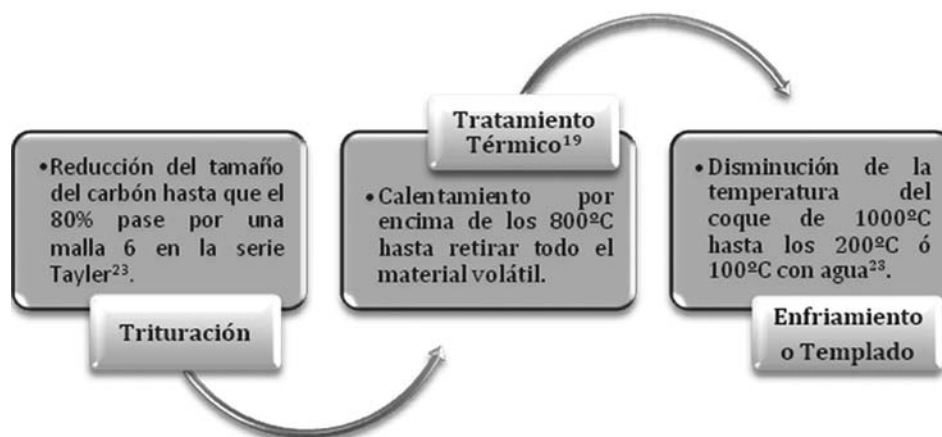 •Reducción del tamaño
del carbón hasta que el
80% pase por una
malla 6 en la serie
Tayler²³.
Trituración
Tratamiento
Térmico¹⁹
•Calentamiento por
encima de los 800ºC
hasta retirar todo el
material volátil.
•Disminución de la
temperatura del
coque de 1000ºC
hasta los 200ºC ó
100ºC con agua²³.
Enfriamiento
o Templado